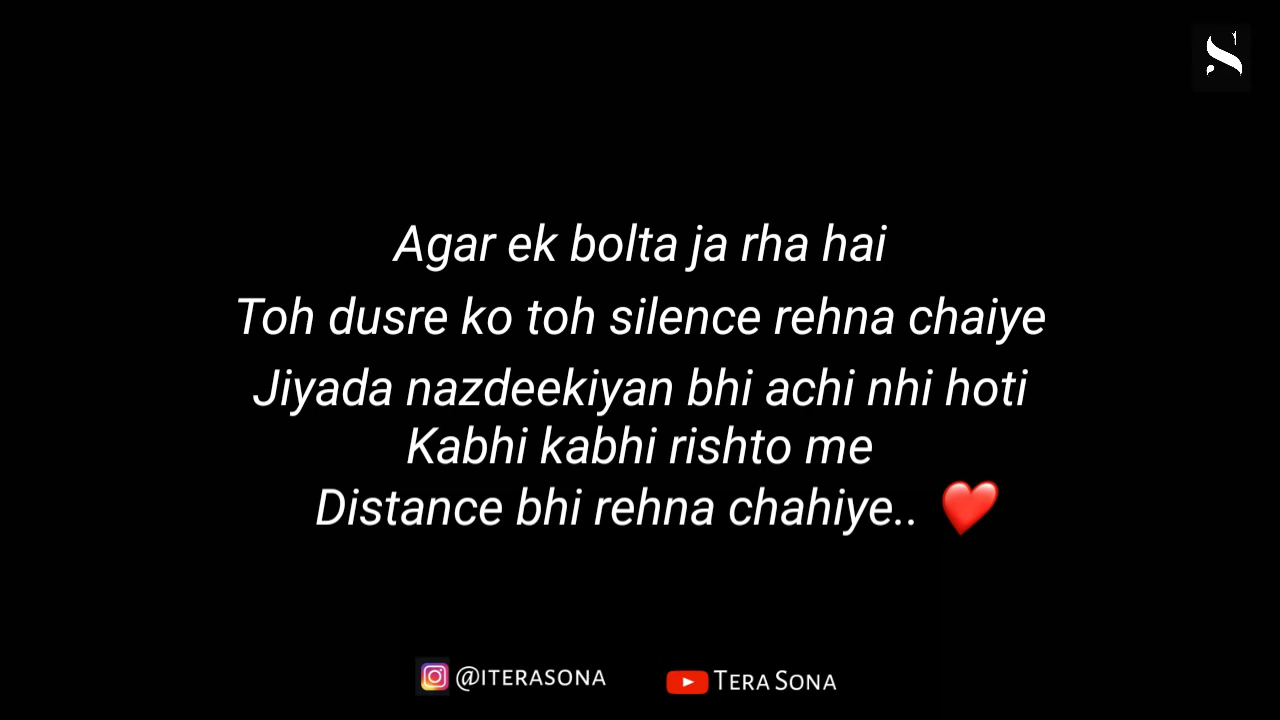 S
Agar ek bolta ja rha hai
Toh dusre ko toh silence rehna chaiye
Jiyada nazdeekiyan bhi achi nhi hoti
Kabhi kabhi rishto me
Distance bhi rehna chahiye.. ❤️
@iterasona
Tera Sona